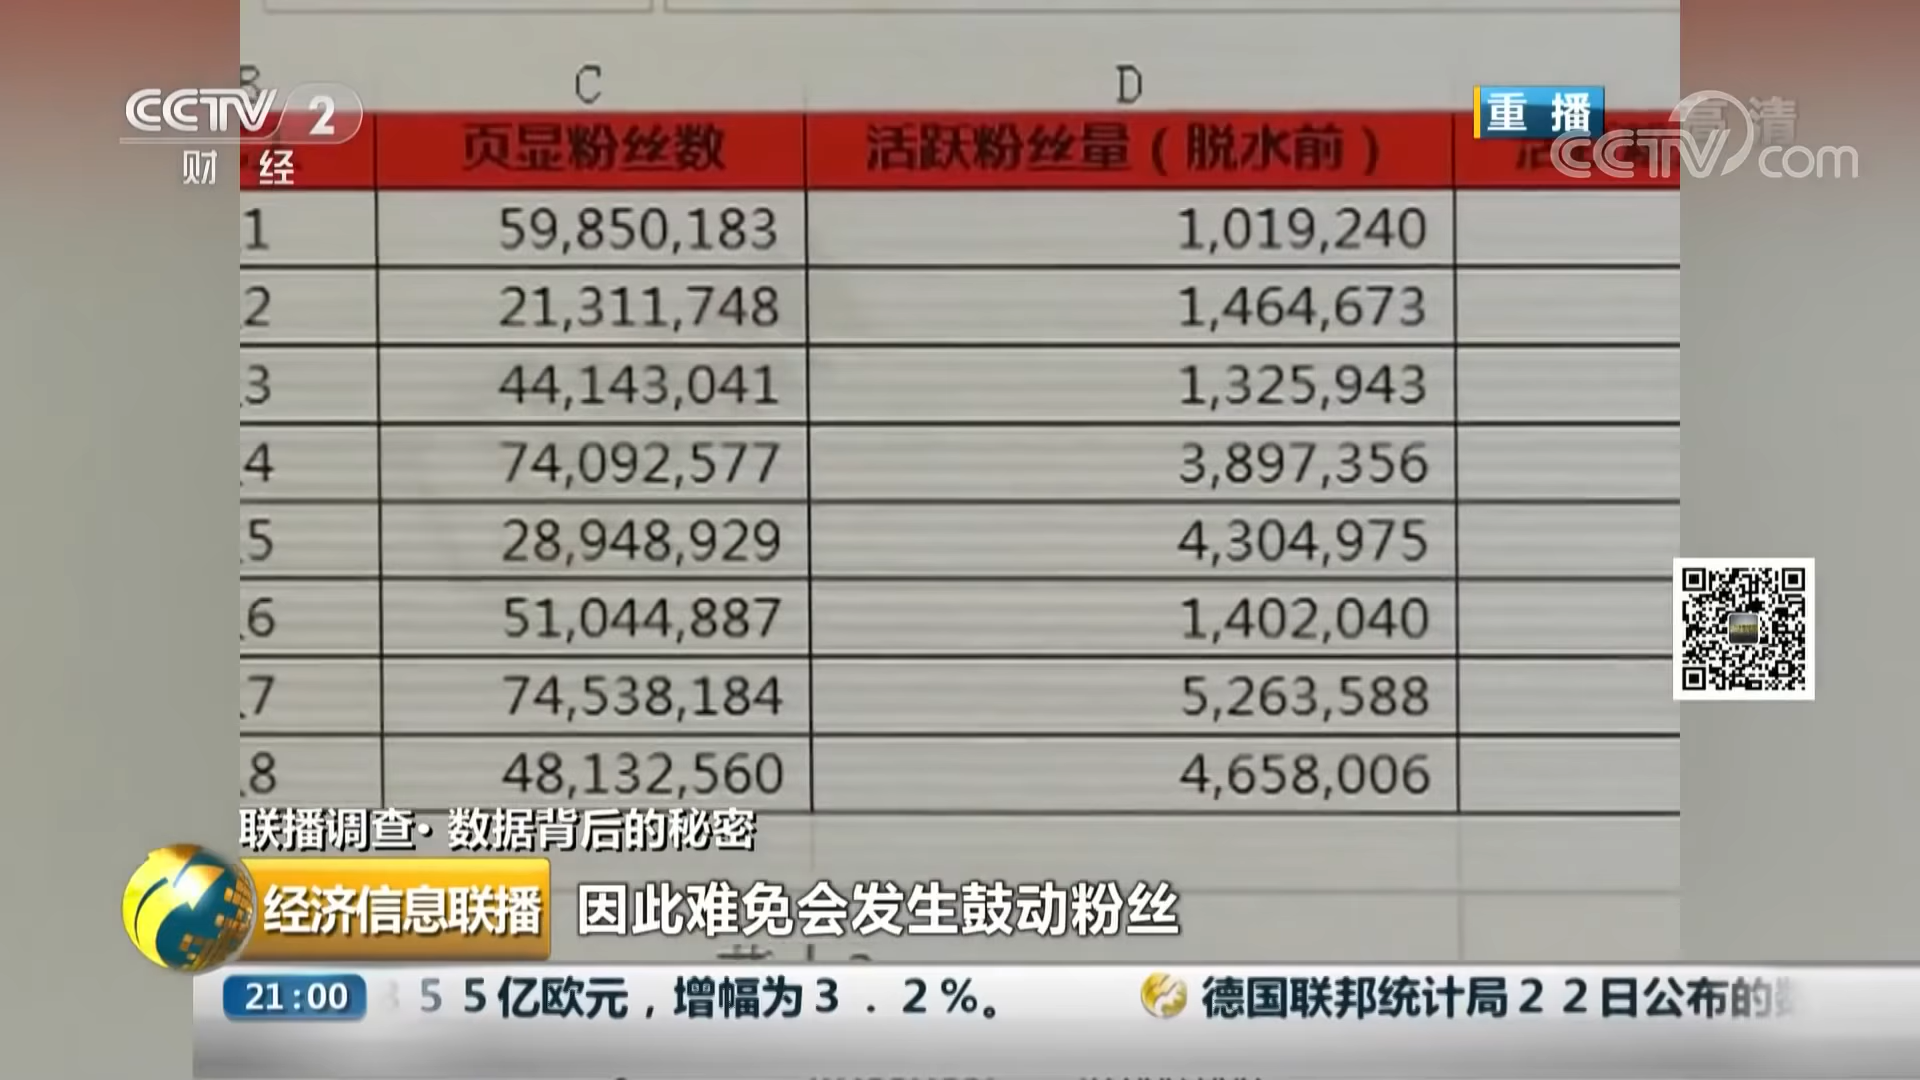 B C D
CCTV 2
财 经
重 播
高清
CCTV com
页显粉丝数 活跃粉丝量（脱水前）
1 59,850,183 1,019,240
2 21,311,748 1,464,673
3 44,143,041 1,325,943
4 74,092,577 3,897,356
5 28,948,929 4,304,975
6 51,044,887 1,402,040
7 74,538,184 5,263,588
8 48,132,560 4,658,006
联播调查·数据背后的秘密
经济信息联播 因此难免会发生鼓动粉丝
21:00 55亿欧元，增幅为3．2%。 德国联邦统计局22日公布的